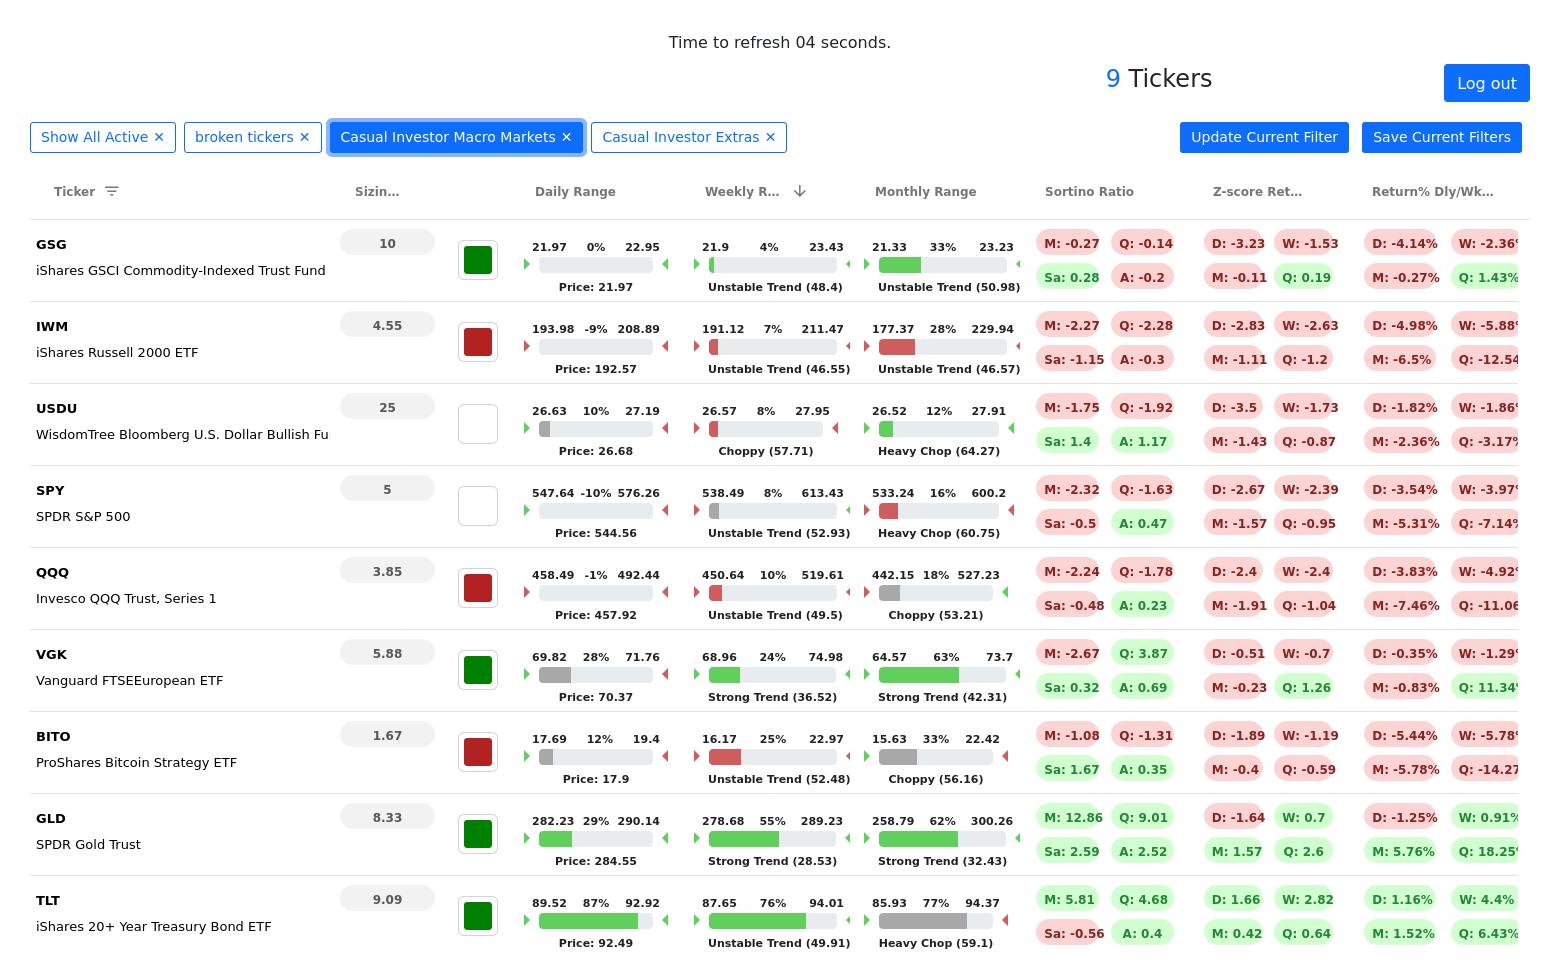 Time to refresh 04 seconds.
9 Tickers
Log out
Show All Active ✕ broken tickers ✕ Casual Investor Macro Markets ✕ Casual Investor Extras ✕ Update Current Filter Save Current Filters
Ticker Sizin... Daily Range Weekly R... Monthly Range Sortino Ratio Z-score Ret... Return% Dly/Wk...
GSG 10 21.97 0% 22.95 21.9 4% 23.43 21.33 33% 23.23 M: -0.27 Q: -0.14 D: -3.23 W: -1.53 D: -4.14% W: -2.36%
iShares GSCI Commodity-Indexed Trust Fund Price: 21.97 Unstable Trend (48.4) Unstable Trend (50.98) Sa: 0.28 A: -0.2 M: -0.11 Q: 0.19 M: -0.27% Q: 1.43%
IWM 4.55 193.98 -9% 208.89 191.12 7% 211.47 177.37 28% 229.94 M: -2.27 Q: -2.28 D: -2.83 W: -2.63 D: -4.98% W: -5.88%
iShares Russell 2000 ETF Price: 192.57 Unstable Trend (46.55) Unstable Trend (46.57) Sa: -1.15 A: -0.3 M: -1.11 Q: -1.2 M: -6.5% Q: -12.54
USDU 25 26.63 10% 27.19 26.57 8% 27.95 26.52 12% 27.91 M: -1.75 Q: -1.92 D: -3.5 W: -1.73 D: -1.82% W: -1.86%
WisdomTree Bloomberg U.S. Dollar Bullish Fu Price: 26.68 Choppy (57.71) Heavy Chop (64.27) Sa: 1.4 A: 1.17 M: -1.43 Q: -0.87 M: -2.36% Q: -3.17%
SPY 5 547.64 -10% 576.26 538.49 8% 613.43 533.24 16% 600.2 M: -2.32 Q: -1.63 D: -2.67 W: -2.39 D: -3.54% W: -3.97%
SPDR S&P 500 Price: 544.56 Unstable Trend (52.93) Heavy Chop (60.75) Sa: -0.5 A: 0.47 M: -1.57 Q: -0.95 M: -5.31% Q: -7.14%
QQQ 3.85 458.49 -1% 492.44 450.64 10% 519.61 442.15 18% 527.23 M: -2.24 Q: -1.78 D: -2.4 W: -2.4 D: -3.83% W: -4.92%
Invesco QQQ Trust, Series 1 Price: 457.92 Unstable Trend (49.5) Choppy (53.21) Sa: -0.48 A: 0.23 M: -1.91 Q: -1.04 M: -7.46% Q: -11.06
VGK 5.88 69.82 28% 71.76 68.96 24% 74.98 64.57 63% 73.7 M: -2.67 Q: 3.87 D: -0.51 W: -0.7 D: -0.35% W: -1.29%
Vanguard FTSEEuropean ETF Price: 70.37 Strong Trend (36.52) Strong Trend (42.31) Sa: 0.32 A: 0.69 M: -0.23 Q: 1.26 M: -0.83% Q: 11.34%
BITO 1.67 17.69 12% 19.4 16.17 25% 22.97 15.63 33% 22.42 M: -1.08 Q: -1.31 D: -1.89 W: -1.19 D: -5.44% W: -5.78%
ProShares Bitcoin Strategy ETF Price: 17.9 Unstable Trend (52.48) Choppy (56.16) Sa: 1.67 A: 0.35 M: -0.4 Q: -0.59 M: -5.78% Q: -14.27
GLD 8.33 282.23 29% 290.14 278.68 55% 289.23 258.79 62% 300.26 M: 12.86 Q: 9.01 D: -1.64 W: 0.7 D: -1.25% W: 0.91%
SPDR Gold Trust Price: 284.55 Strong Trend (28.53) Strong Trend (32.43) Sa: 2.59 A: 2.52 M: 1.57 Q: 2.6 M: 5.76% Q: 18.25%
TLT 9.09 89.52 87% 92.92 87.65 76% 94.01 85.93 77% 94.37 M: 5.81 Q: 4.68 D: 1.66 W: 2.82 D: 1.16% W: 4.4%
iShares 20+ Year Treasury Bond ETF Price: 92.49 Unstable Trend (49.91) Heavy Chop (59.1) Sa: -0.56 A: 0.4 M: 0.42 Q: 0.64 M: 1.52% Q: 6.43%